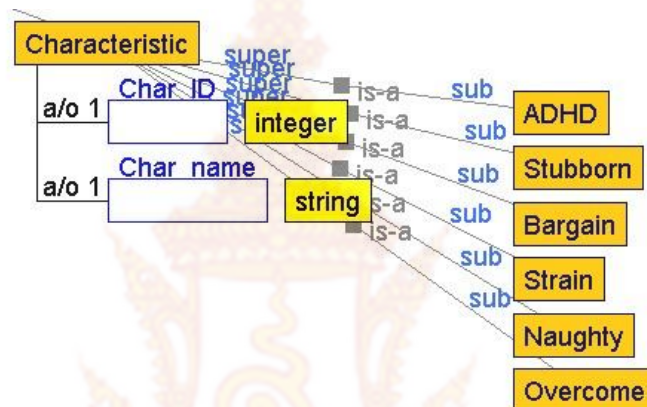 Characteristic
super
super
super
super
is-a
sub
ADHD
a/o 1
Char ID
integer
is-a
sub
Stubborn
is-a
sub
Bargain
a/o 1
Char name
string
is-a
sub
Strain
is-a
sub
Naughty
is-a
sub
Overcome